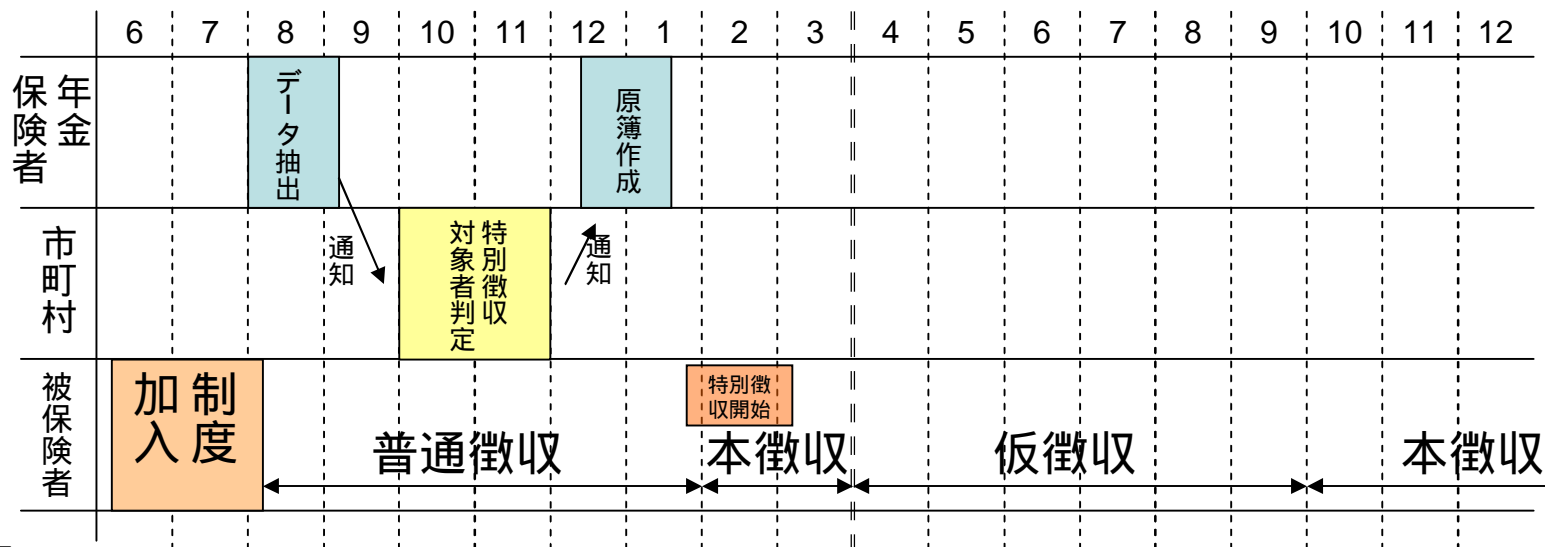 6 7 8 9 10 11 12 1 2 3 4 5 6 7 8 9 10 11 12
年金
保険者
データ抽出
原簿作成
市町村
通知
特別徴収
対象者判定
通知
被保険者
制度
加入
特別徴
収開始
普通徴収
本徴収
仮徴収
本徴収